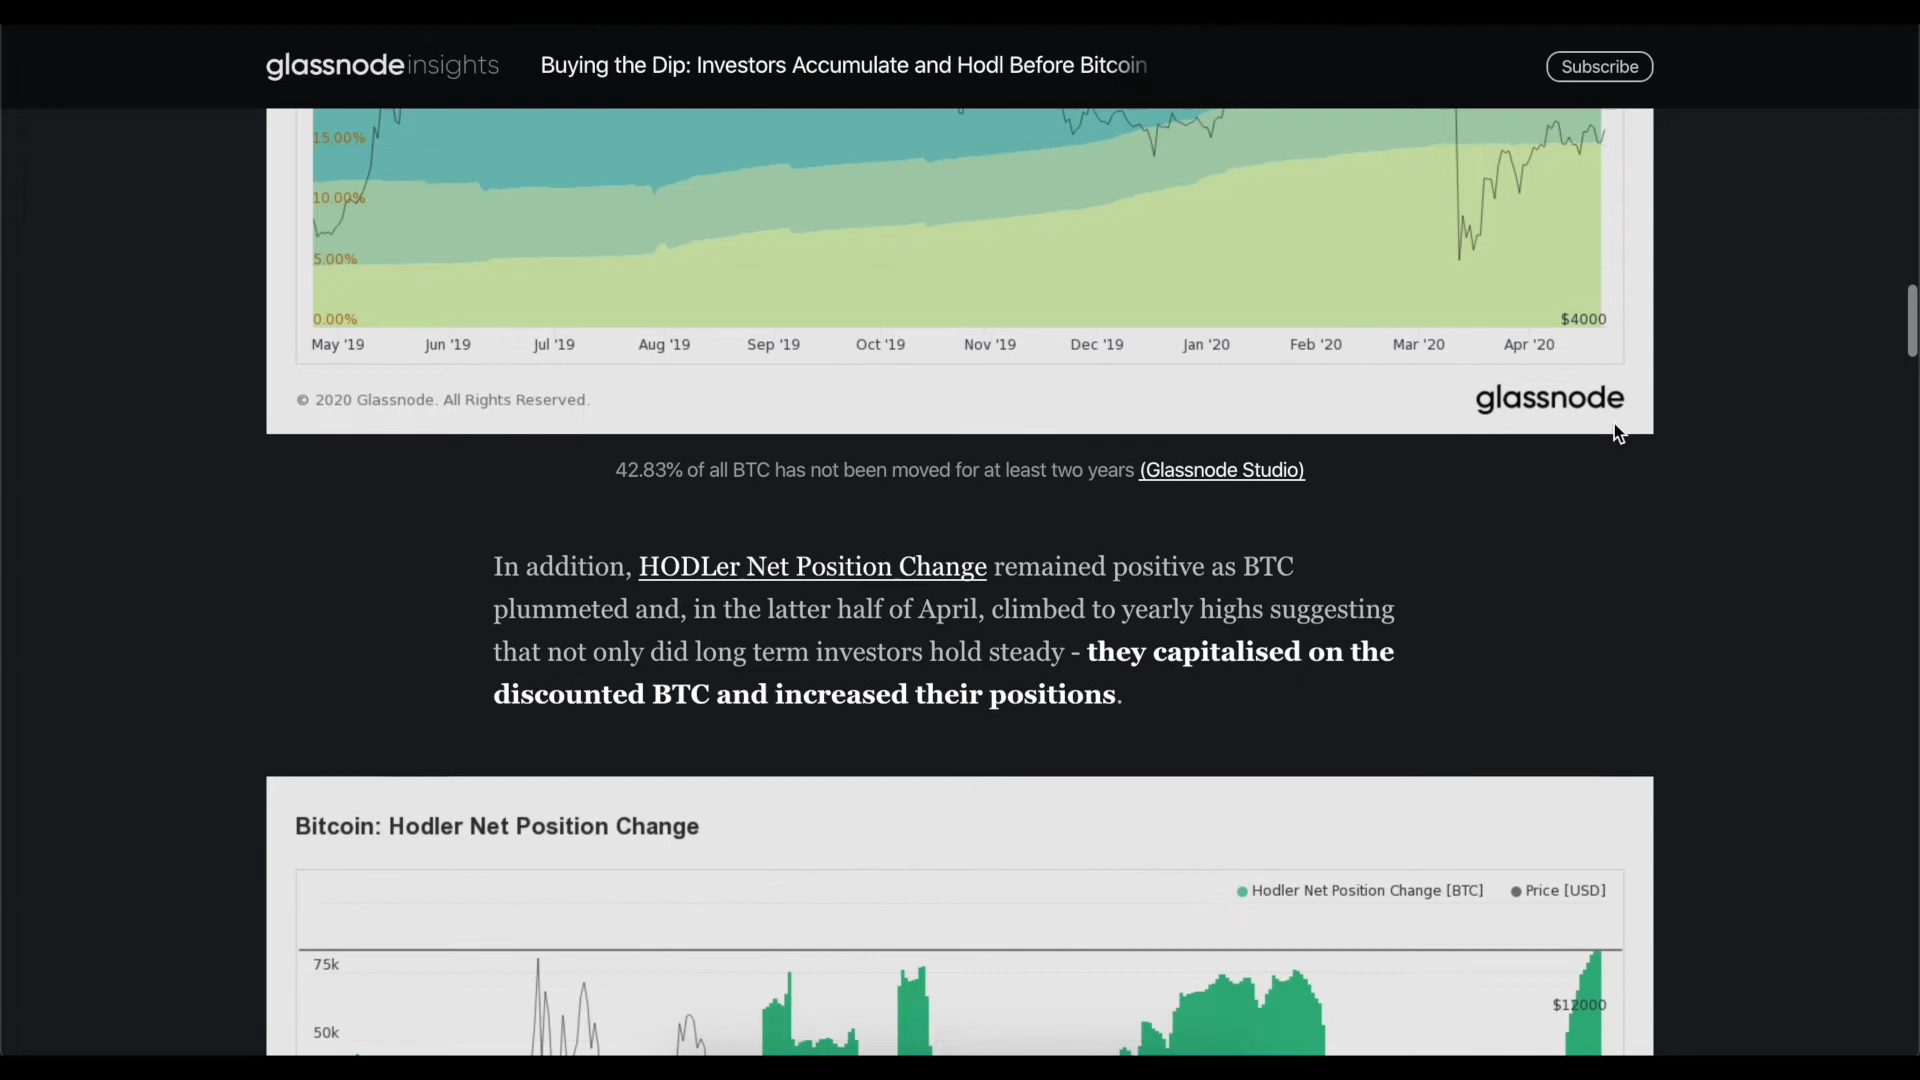 glassnode insights
Buying the Dip: Investors Accumulate and Hodl Before Bitcoin
Subscribe
15.00%
10.00%
5.00%
0.00%
$4000
May '19 Jun '19 Jul '19 Aug '19 Sep '19 Oct '19 Nov '19 Dec '19 Jan '20 Feb '20 Mar '20 Apr '20
© 2020 Glassnode. All Rights Reserved.
glassnode
42.83% of all BTC has not been moved for at least two years (Glassnode Studio)
In addition, HODLer Net Position Change remained positive as BTC
plummeted and, in the latter half of April, climbed to yearly highs suggesting
that not only did long term investors hold steady - they capitalised on the
discounted BTC and increased their positions.
Bitcoin: Hodler Net Position Change
Hodler Net Position Change [BTC] Price [USD]
75k
$12000
50k